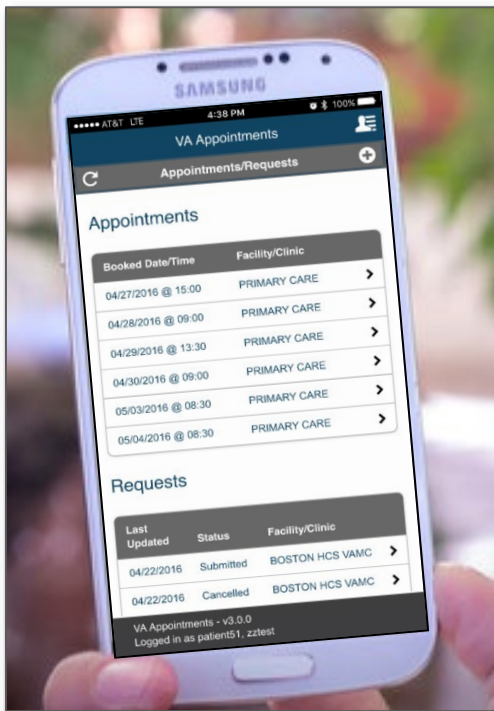 SAMSUNG
AT&T LTE 4:38 PM 100%
VA Appointments
Appointments/Requests
Appointments
Booked Date/Time Facility/Clinic
04/27/2016 @ 15:00 PRIMARY CARE
04/28/2016 @ 09:00 PRIMARY CARE
04/29/2016 @ 13:30 PRIMARY CARE
04/30/2016 @ 09:00 PRIMARY CARE
05/03/2016 @ 08:30 PRIMARY CARE
05/04/2016 @ 08:30 PRIMARY CARE
Requests
Last
Updated Status Facility/Clinic
04/22/2016 Submitted BOSTON HCS VAMC
04/22/2016 Cancelled BOSTON HCS VAMC
VA Appointments - v3.0.0
Logged in as patient51, zztest